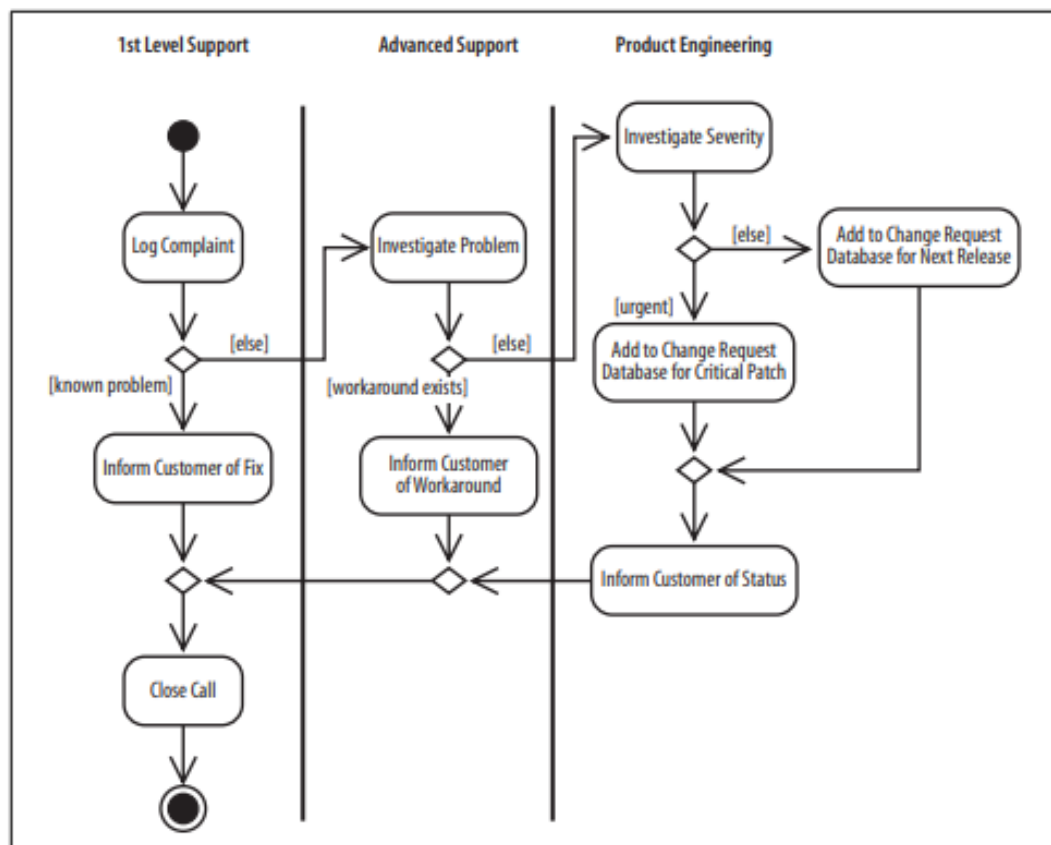 1st Level Support
Advanced Support
Product Engineering
Investigate Severity
Log Complaint
Investigate Problem
[else]
Add to Change Request
Database for Next Release
[urgent]
[else]
[else]
Add to Change Request
Database for Critical Patch
[known problem]
[workaround exists]
Inform Customer of Fix
Inform Customer
of Workaround
Inform Customer of Status
Close Call